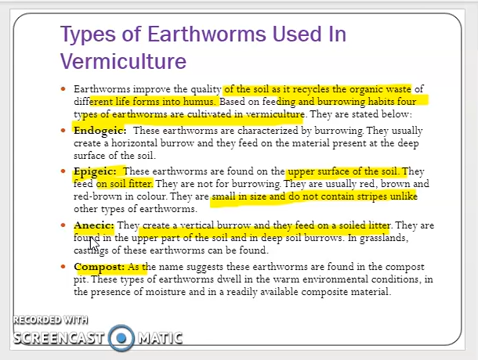 Types of Earthworms Used In
Vermiculture
• Earthworms improve the quality of the soil as it recycles the organic waste of
different life forms into humus. Based on feeding and burrowing habits four
types of earthworms are cultivated in vermiculture. They are stated below:
• Endogeic: These earthworms are characterized by burrowing. They usually
create a horizontal burrow and they feed on the material present at the deep
surface of the soil.
• Epigeic: These earthworms are found on the upper surface of the soil. They
feed on soil fitter. They are not for burrowing. They are usually red, brown and
red-brown in colour. They are small in size and do not contain stripes unlike
other types of earthworms.
• Anecic: They create a vertical burrow and they feed on a soiled litter. They are
found in the upper part of the soil and in deep soil burrows. In grasslands,
castings of these earthworms can be found.
• Compost: As the name suggests these earthworms are found in the compost
pit. These types of earthworms dwell in the warm environmental conditions, in
the presence of moisture and in a readily available composite material.
RECORDED WITH
SCREENCAST MATIC